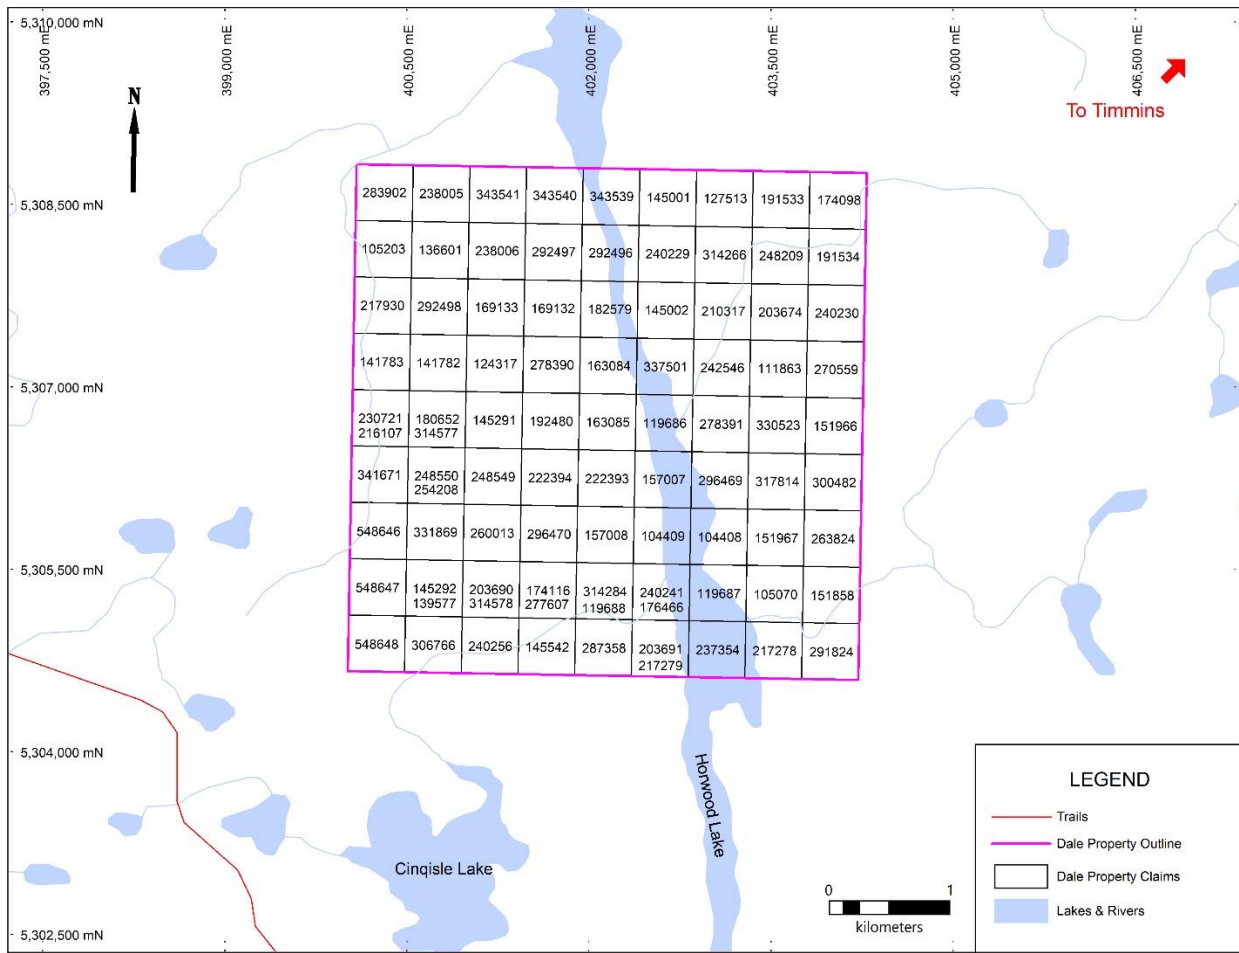 5,310,000 mN
397,500 mE
399,000 mE
400,500 mE
402,000 mE
403,500 mE
405,000 mE
406,500 mE
N
To Timmins
283902 238005 343541 343540 343539 145001 127513 191533 174098
5,308,500 mN
105203 136601 238006 292497 292496 240229 314266 248209 191534
217930 292498 169133 169132 182579 145002 210317 203674 240230
141783 141782 124317 278390 163084 337501 242546 111863 270559
5,307,000 mN
230721 180652 145291 192480 163085 119686 278391 330523 151966
216107 314577
341671 248550 248549 222394 222393 157007 296469 317814 300482
254208
548646 331869 260013 296470 157008 104409 104408 151967 263824
5,305,500 mN
548647 145292 203690 174116 314284 240241 119687 105070 151858
139577 314578 277607 119688 176466
548648 306766 240256 145542 287358 203691 237354 217278 291824
217279
5,304,000 mN
Horwood Lake
Cinqisle Lake
5,302,500 mN
0 1
kilometers
LEGEND
Trails
Dale Property Outline
Dale Property Claims
Lakes & Rivers